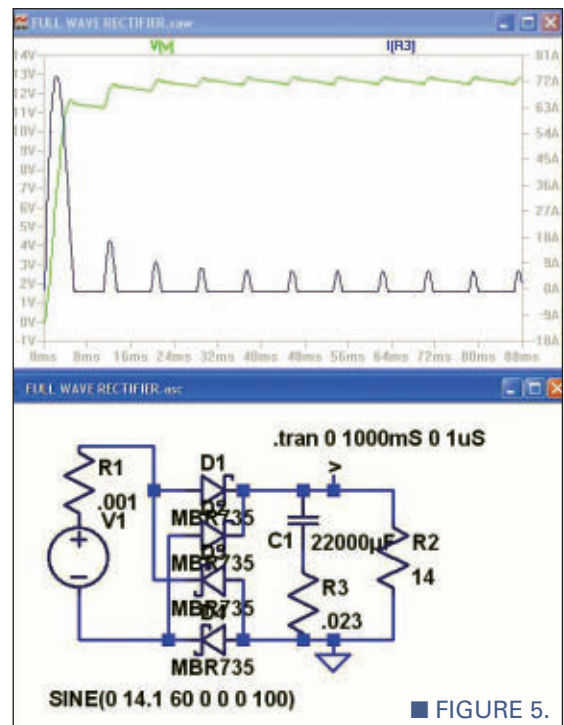 FULL WAVE RECTIFIER.raw
I(R3)
14V
81A
13V
72A
12V
63A
11V
10V
54A
9V
8V
45A
7V
36A
6V
5V
27A
4V
18A
3V
9A
2V
1V
0A
0V
-9A
-1V
-18A
0ms 8ms 16ms 24ms 32ms 40ms 48ms 56ms 64ms 72ms 80ms 88ms
FULL WAVE RECTIFIER.asc
.tran 0 1000mS 0 1uS
R1
.001
V1
D1
MBR735
D2
MBR735
D3
MBR735
D4
MBR735
C1
22000µF
R2
14
R3
.023
SINE(0 14.1 60 0 0 0 100)
■ FIGURE 5.